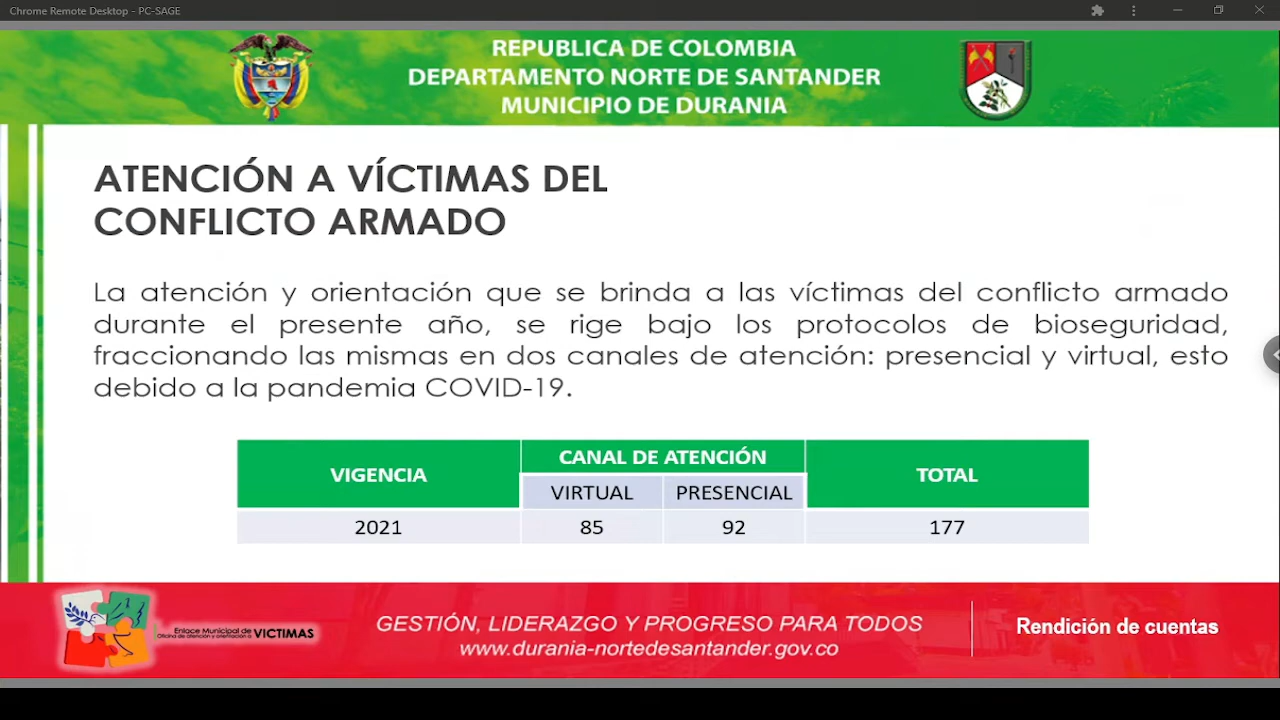 Chrome Remote Desktop - PC-SAGE
REPUBLICA DE COLOMBIA
DEPARTAMENTO NORTE DE SANTANDER
MUNICIPIO DE DURANIA
ATENCIÓN A VÍCTIMAS DEL
CONFLICTO ARMADO
La atención y orientación que se brinda a las víctimas del conflicto armado
durante el presente año, se rige bajo los protocolos de bioseguridad,
fraccionando las mismas en dos canales de atención: presencial y virtual, esto
debido a la pandemia COVID-19.
VIGENCIA CANAL DE ATENCIÓN TOTAL
VIRTUAL PRESENCIAL
2021 85 92 177
Enlace Municipal de
Oficina de atención y orientación a VICTIMAS
GESTIÓN, LIDERAZGO Y PROGRESO PARA TODOS
www.durania-nortedesantander.gov.co
Rendición de cuentas